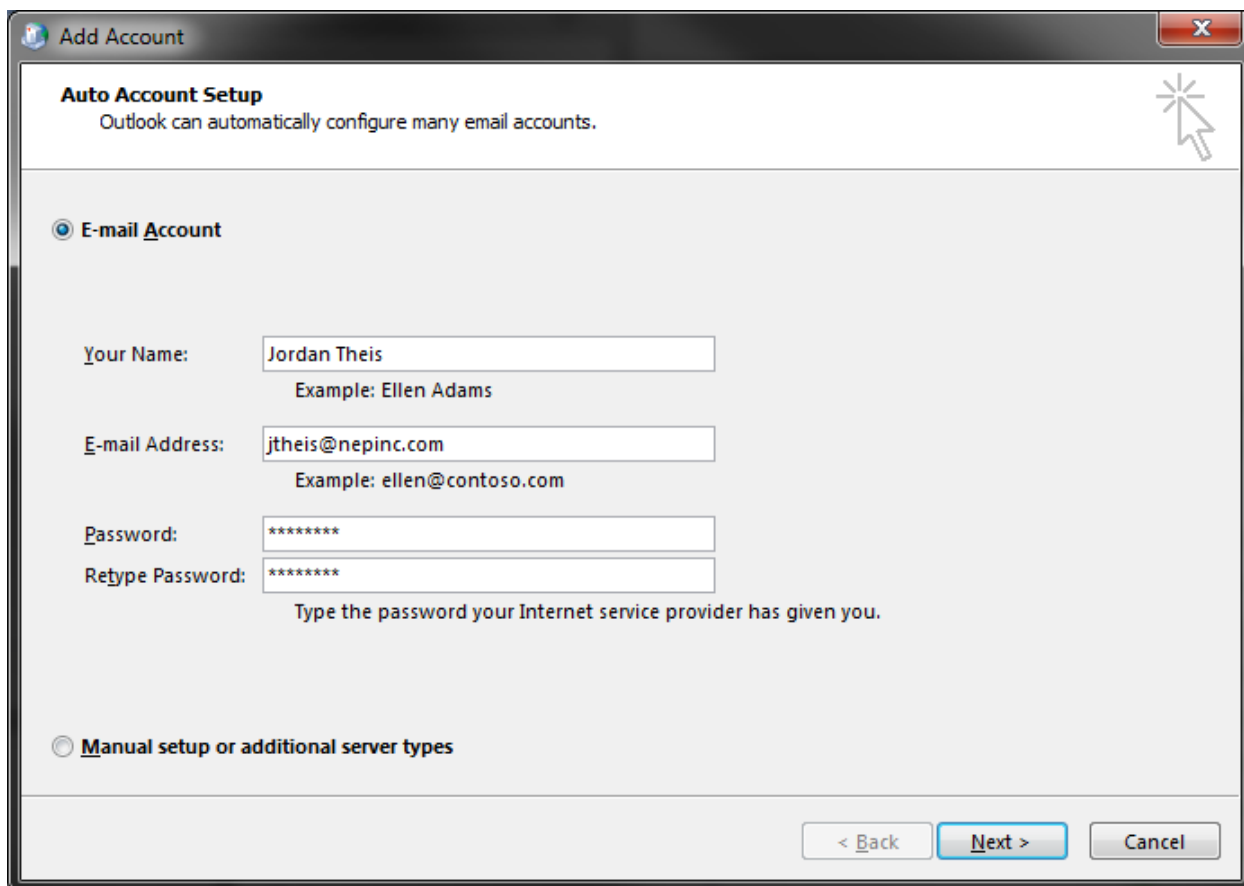 Add Account
Auto Account Setup
Outlook can automatically configure many email accounts.
E-mail Account
Your Name: Jordan Theis
Example: Ellen Adams
E-mail Address: jtheis@nepinc.com
Example: ellen@contoso.com
Password: ********
Retype Password: ********
Type the password your Internet service provider has given you.
Manual setup or additional server types
< Back Next > Cancel